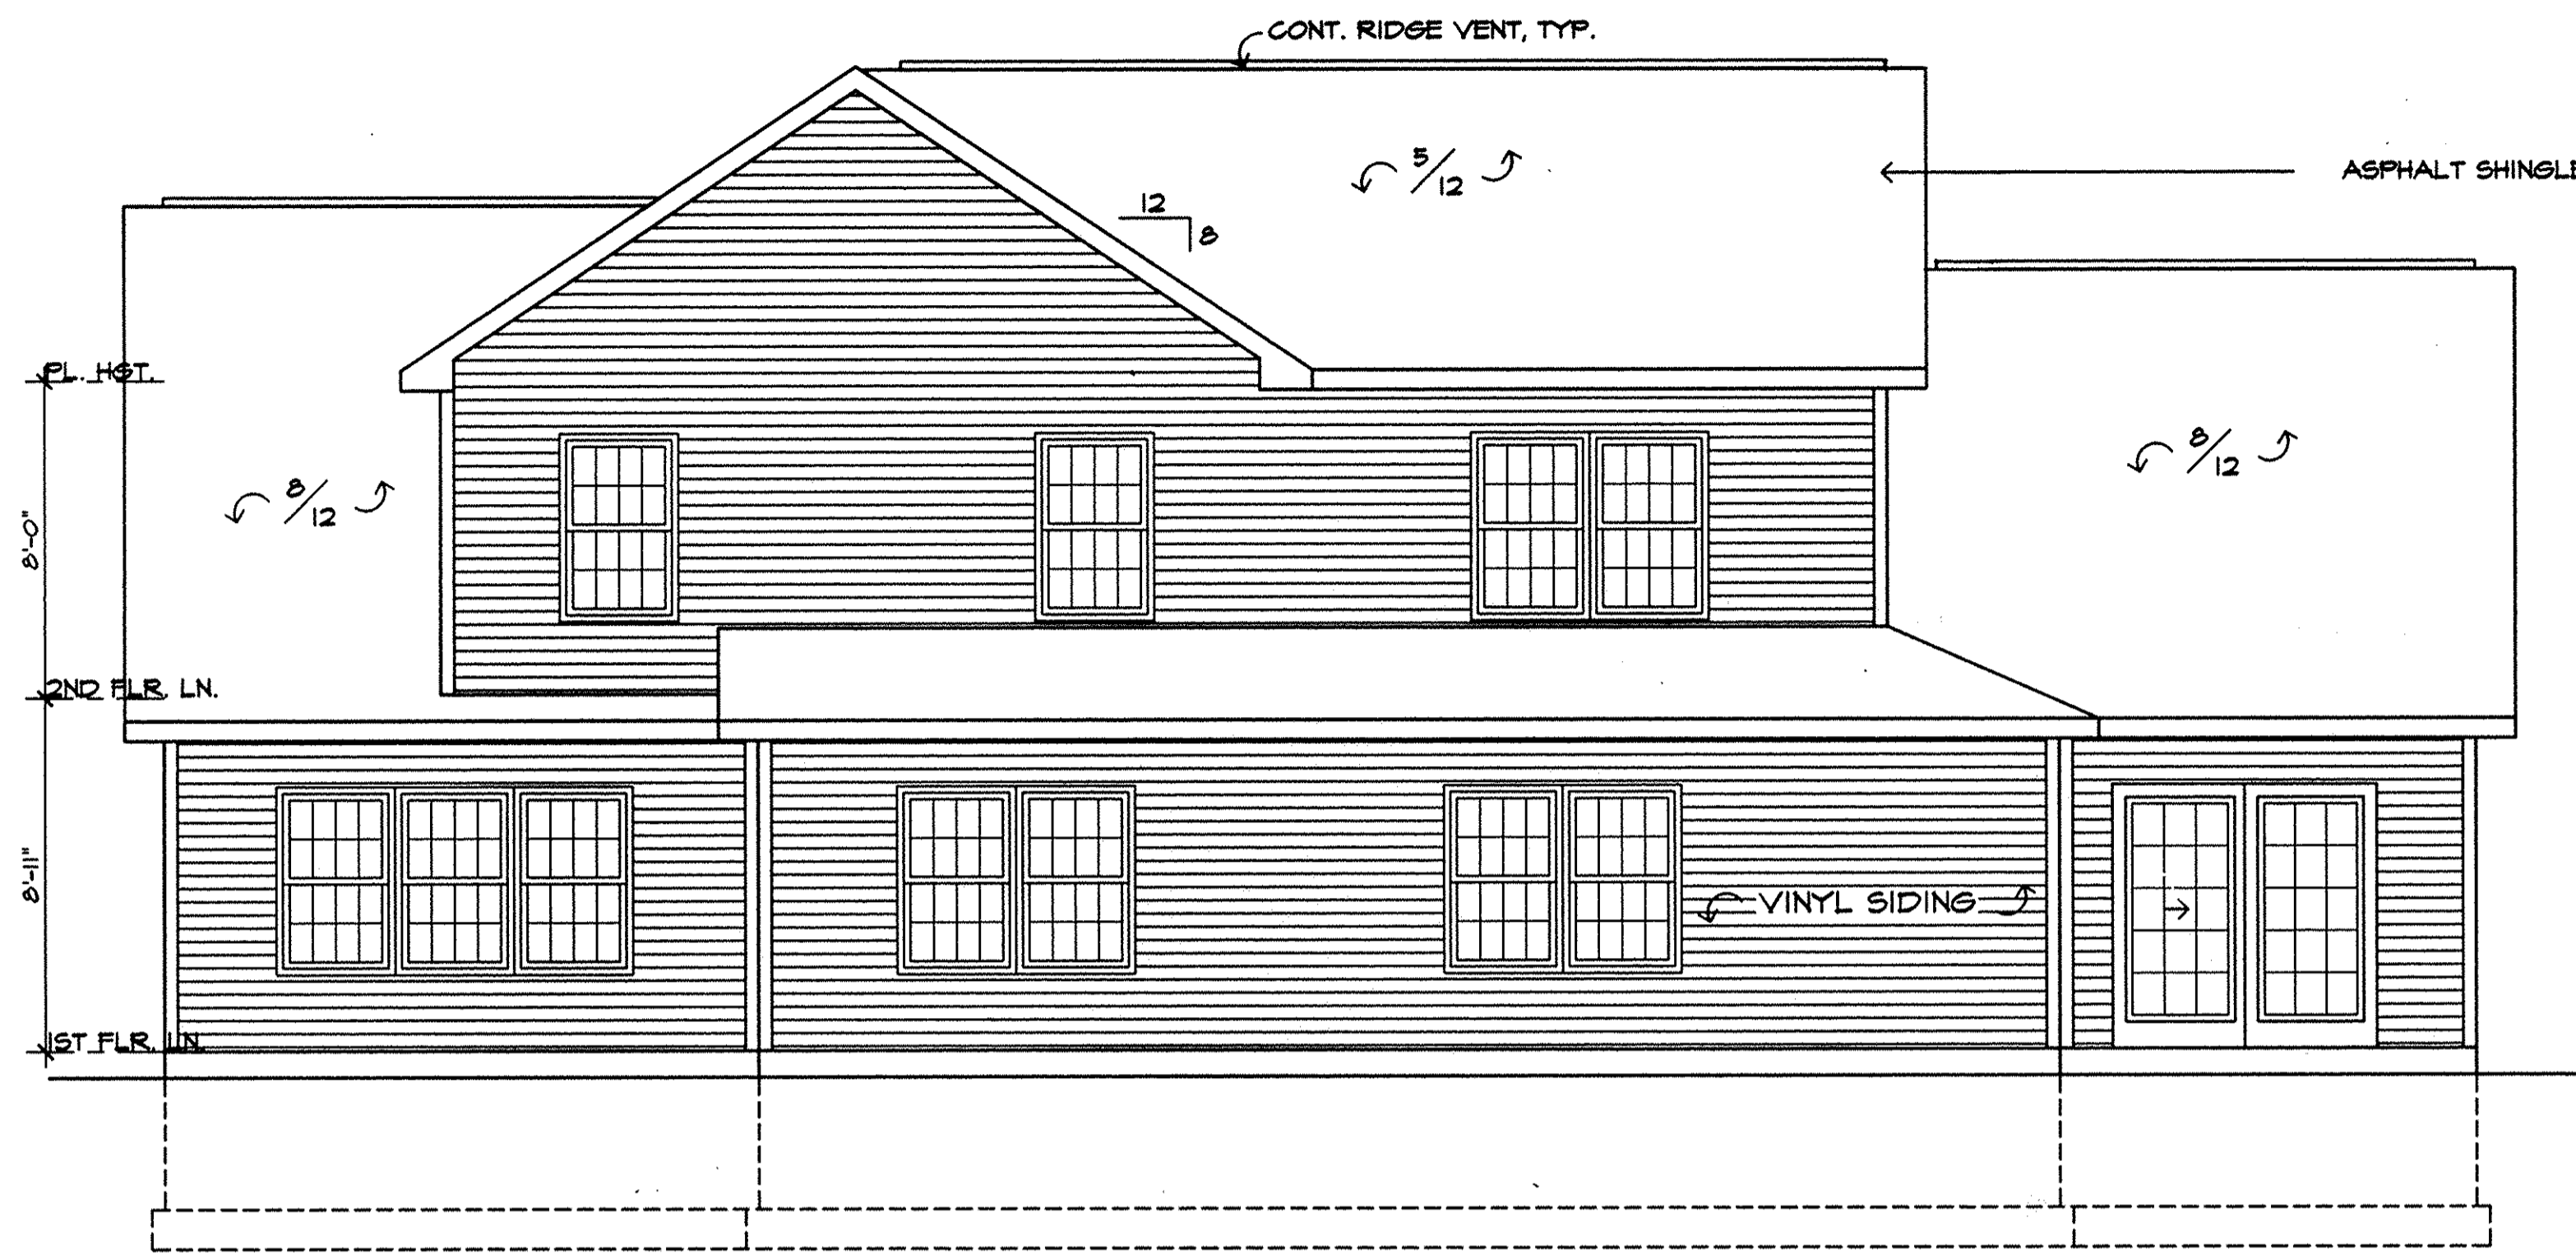 CONT. RIDGE VENT, TYP.
5/12
ASPHALT SHINGLE
12
8
PL. HGT.
8/12
8/12
8'-0"
2ND FLR. LN.
8'-11"
VINYL SIDING
1ST FLR. LN.